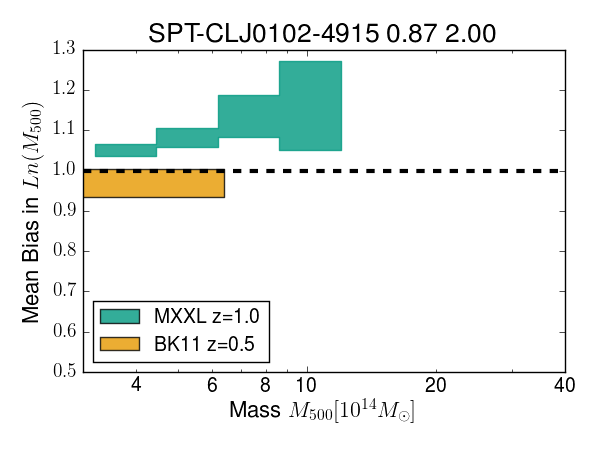 SPT-CLJ0102-4915 0.87 2.00
1.3
1.2
1.1
1.0
0.9
0.8
0.7
0.6
0.5
Mean Bias in Ln(M500)
MXXL z=1.0
BK11 z=0.5
4 6 8 10 20 40
Mass M500[10^14 M⊙]